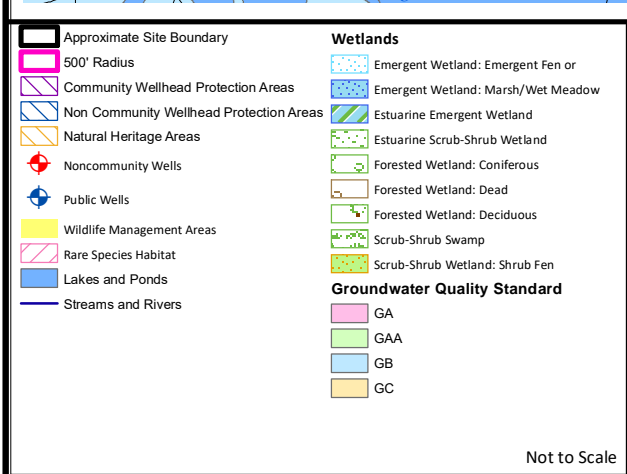 Approximate Site Boundary
500' Radius
Community Wellhead Protection Areas
Non Community Wellhead Protection Areas
Natural Heritage Areas
Noncommunity Wells
Public Wells
Wildlife Management Areas
Rare Species Habitat
Lakes and Ponds
Streams and Rivers
Wetlands
Emergent Wetland: Emergent Fen or
Emergent Wetland: Marsh/Wet Meadow
Estuarine Emergent Wetland
Estuarine Scrub-Shrub Wetland
Forested Wetland: Coniferous
Forested Wetland: Dead
Forested Wetland: Deciduous
Scrub-Shrub Swamp
Scrub-Shrub Wetland: Shrub Fen
Groundwater Quality Standard
GA
GAA
GB
GC
Not to Scale